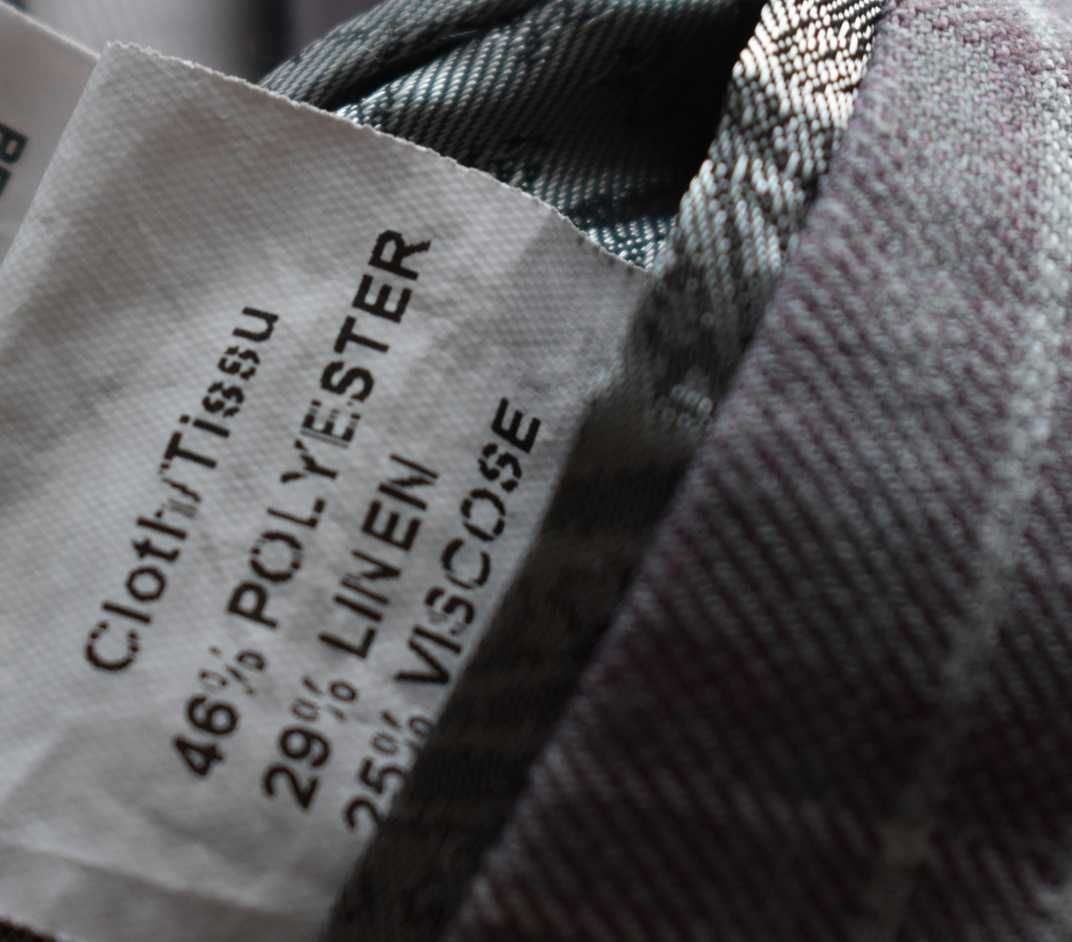 Cloth/Tissu
46% POLYESTER
29% LINEN
25% VISCOSE